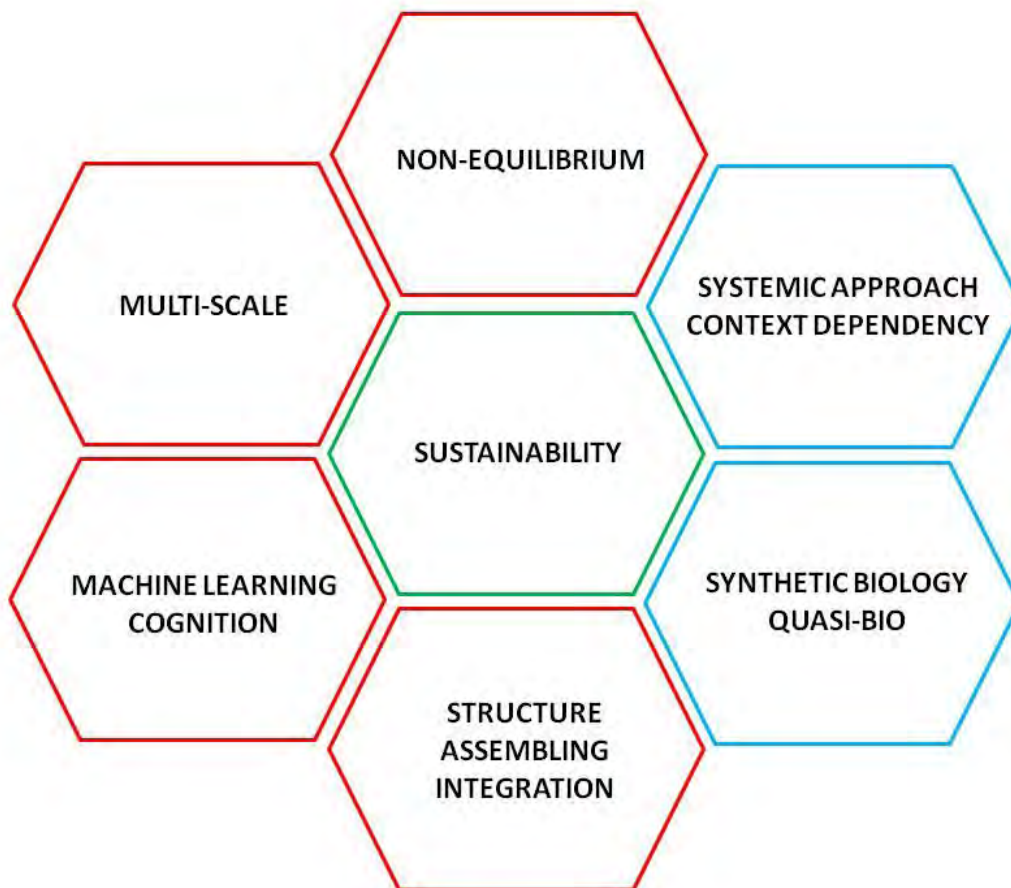 NON-EQUILIBRIUM
MULTI-SCALE
SYSTEMIC APPROACH
CONTEXT DEPENDENCY
SUSTAINABILITY
MACHINE LEARNING
COGNITION
SYNTHETIC BIOLOGY
QUASI-BIO
STRUCTURE
ASSEMBLING
INTEGRATION